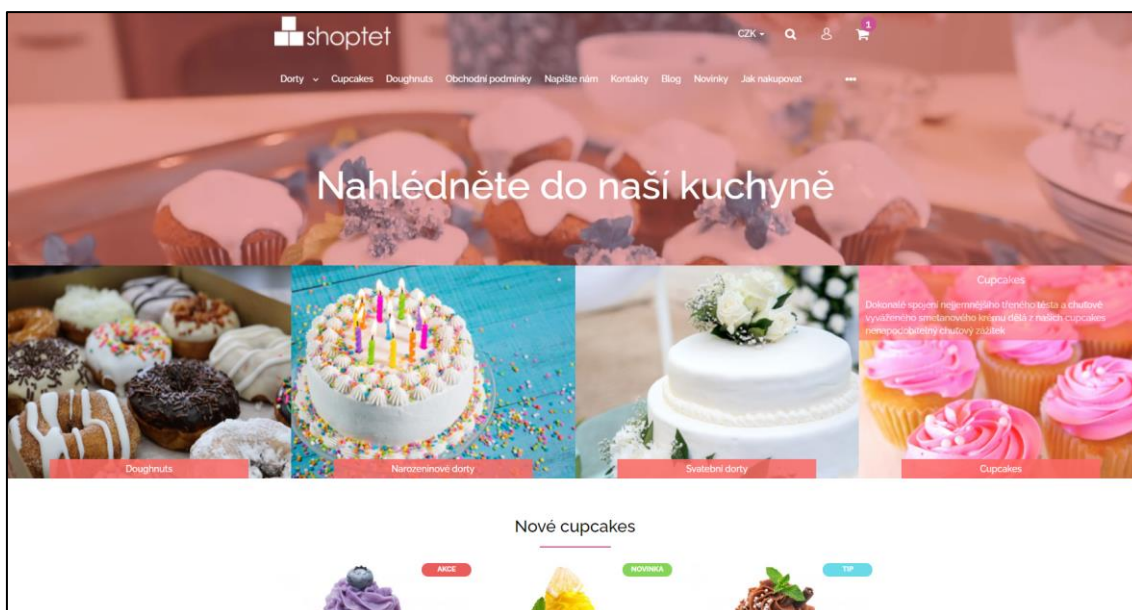 shoptet
CZK
1
Dorty Cupcakes Doughnuts Obchodní podmínky Napište nám Kontakty Blog Novinky Jak nakupovat
Nahlédněte do naší kuchyně
Cupcakes
Dokonalé spojení nejjemnějšího třeného těsta a chuťově
vyváženého smetanového krému dělá z našich cupcakes
nenapodobitelný chuťový zážitek
Doughnuts
Narozeninové dorty
Svatební dorty
Cupcakes
Nové cupcakes
AKCE
NOVINKA
TIP